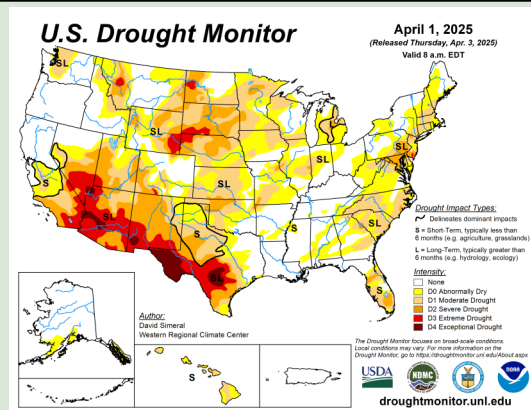 U.S. Drought Monitor
April 1, 2025
(Released Thursday, Apr. 3, 2025)
Valid 8 a.m. EDT
SL
SL
SL
SL
SL
SL
S
SL
SL
S
S
SL
S
S
Drought Impact Types:
Delineates dominant impacts
S = Short-Term, typically less than
6 months (e.g. agriculture, grasslands)
L = Long-Term, typically greater than
6 months (e.g. hydrology, ecology)
Intensity:
None
D0 Abnormally Dry
D1 Moderate Drought
D2 Severe Drought
D3 Extreme Drought
D4 Exceptional Drought
Author:
David Simeral
Western Regional Climate Center
The Drought Monitor focuses on broad-scale conditions.
Local conditions may vary. For more information on the
Drought Monitor, go to https://droughtmonitor.unl.edu/About.aspx
USDA
NDMC
NOAA
droughtmonitor.unl.edu